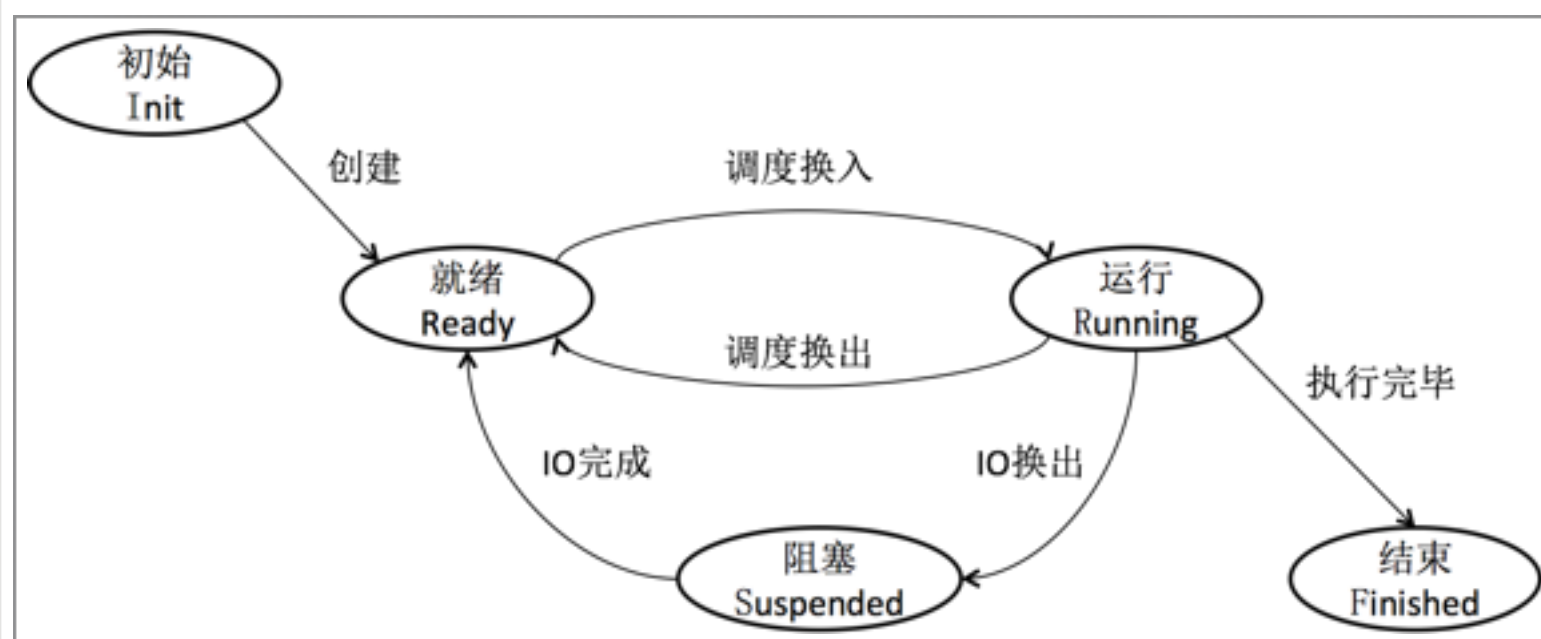 初始
Init
创建
调度换入
就绪
Ready
运行
Running
调度换出
执行完毕
IO完成
IO换出
阻塞
Suspended
结束
Finished